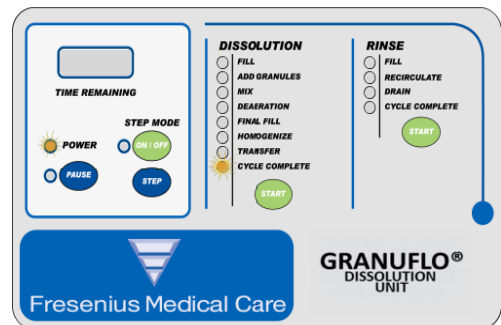 TIME REMAINING
STEP MODE
POWER
ON / OFF
PAUSE
STEP
DISSOLUTION
FILL
ADD GRANULES
MIX
DEAERATION
FINAL FILL
HOMOGENIZE
TRANSFER
CYCLE COMPLETE
START
RINSE
FILL
RECIRCULATE
DRAIN
CYCLE COMPLETE
START
Fresenius Medical Care
GRANUFLO®
DISSOLUTION
UNIT